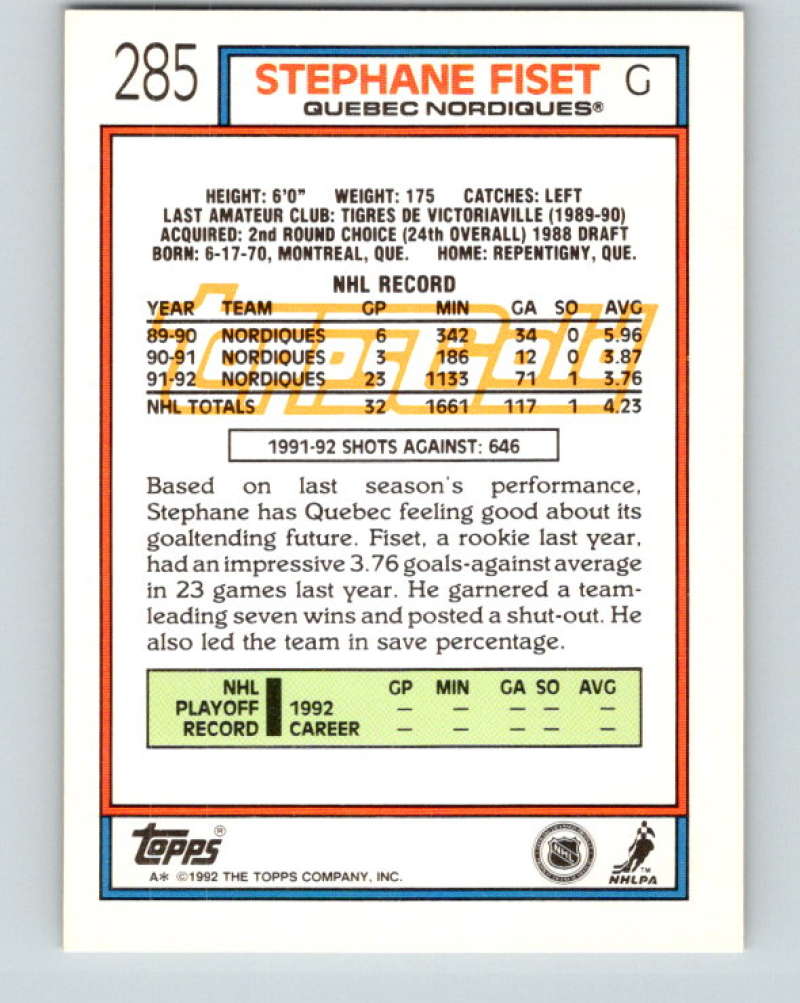 285
STEPHANE FISET G
QUEBEC NORDIQUES®
HEIGHT: 6'0" WEIGHT: 175 CATCHES: LEFT
LAST AMATEUR CLUB: TIGRES DE VICTORIAVILLE (1989-90)
ACQUIRED: 2nd ROUND CHOICE (24th OVERALL) 1988 DRAFT
BORN: 6-17-70, MONTREAL, QUE. HOME: REPENTIGNY, QUE.
NHL RECORD
YEAR TEAM GP MIN GA SO AVG
89-90 NORDIQUES 6 342 34 0 5.96
90-91 NORDIQUES 3 186 12 0 3.87
91-92 NORDIQUES 23 1133 71 1 3.76
NHL TOTALS 32 1661 117 1 4.23
ToppsGold
1991-92 SHOTS AGAINST: 646
Based on last season's performance,
Stephane has Quebec feeling good about its
goaltending future. Fiset, a rookie last year,
had an impressive 3.76 goals-against average
in 23 games last year. He garnered a team-
leading seven wins and posted a shut-out. He
also led the team in save percentage.
NHL GP MIN GA SO AVG
PLAYOFF 1992 – – – – –
RECORD CAREER – – – – –
Topps®
A* ©1992 THE TOPPS COMPANY, INC.
NHL
NHLPA™